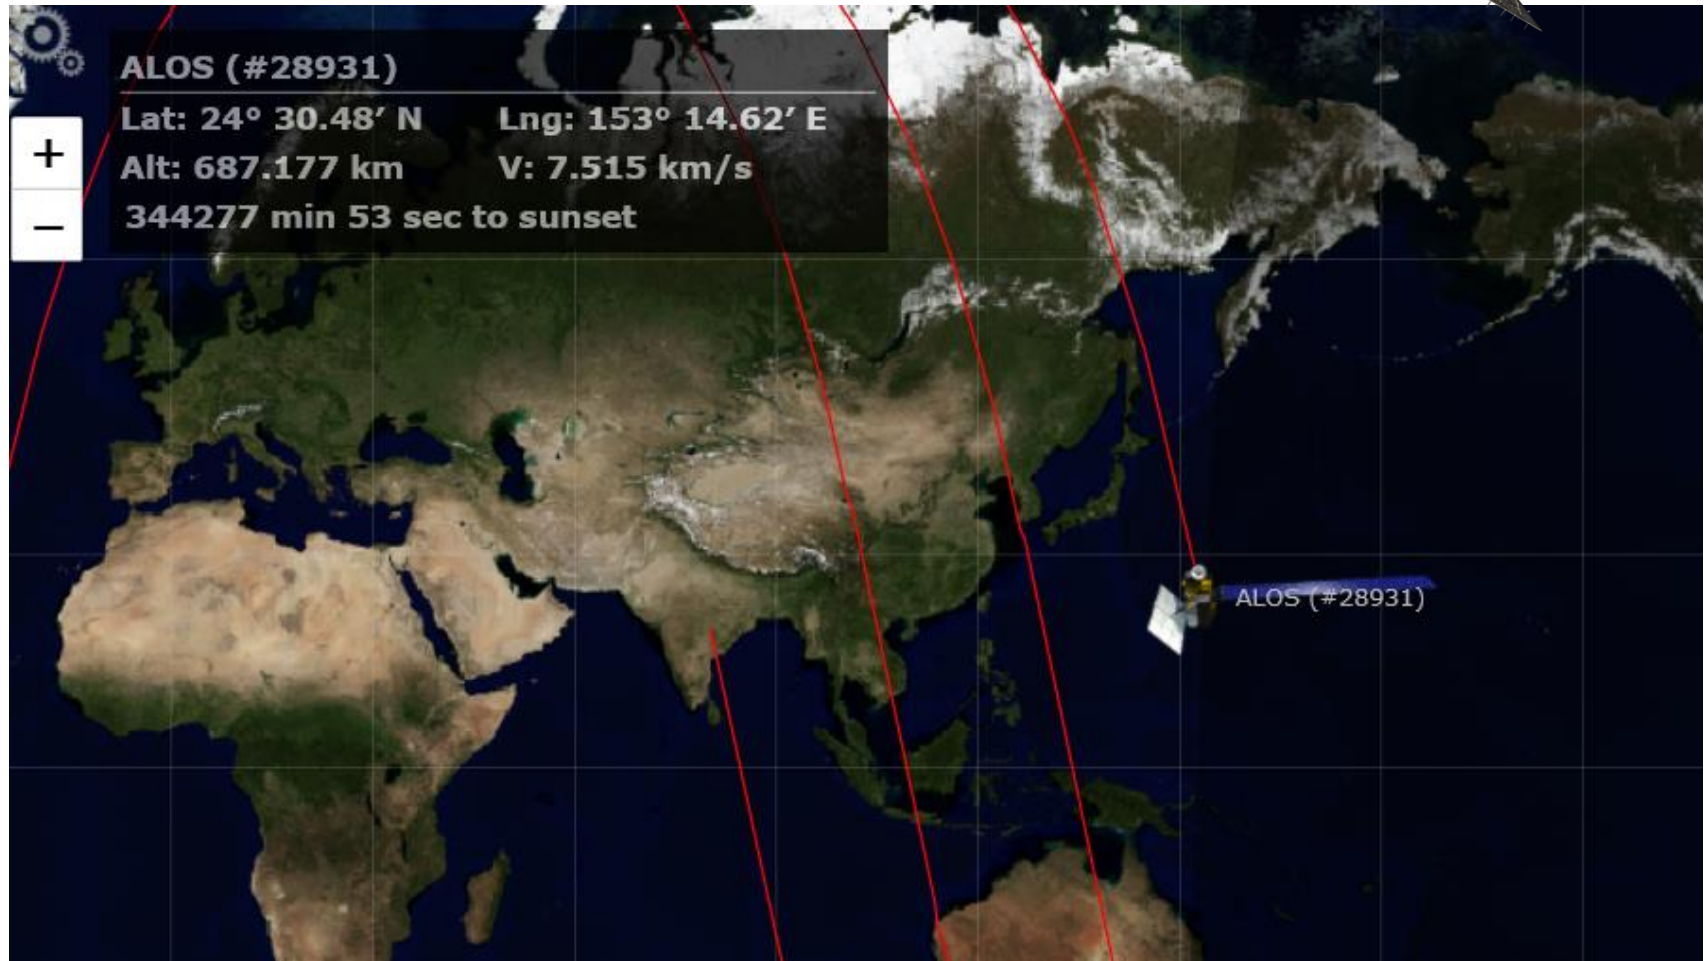 ALOS (#28931)
Lat: 24° 30.48′ N Lng: 153° 14.62′ E
Alt: 687.177 km V: 7.515 km/s
344277 min 53 sec to sunset
+
−
ALOS (#28931)